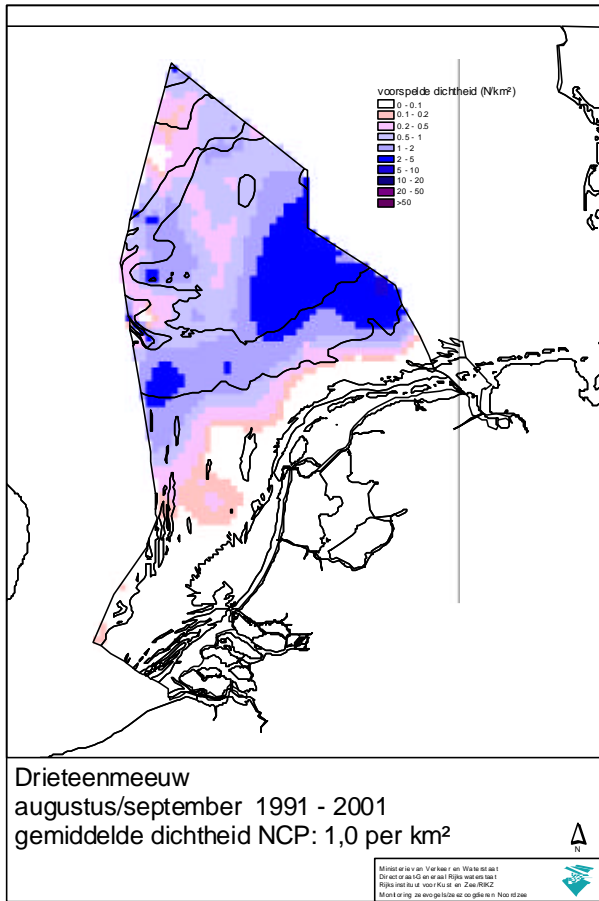 voorspelde dichtheid (N/km²)
0 - 0.1
0.1 - 0.2
0.2 - 0.5
0.5 - 1
1 - 2
2 - 5
5 - 10
10 - 20
20 - 50
>50
Drieteenmeeuw
augustus/september 1991 - 2001
gemiddelde dichtheid NCP: 1,0 per km²
N
Ministerie van Verkeer en Waterstaat
Directoraat-Generaal Rijkswaterstaat
Rijksinstituut voor Kust en Zee/RIKZ
Monitoring zeevogels/zeezoogdieren Noordzee